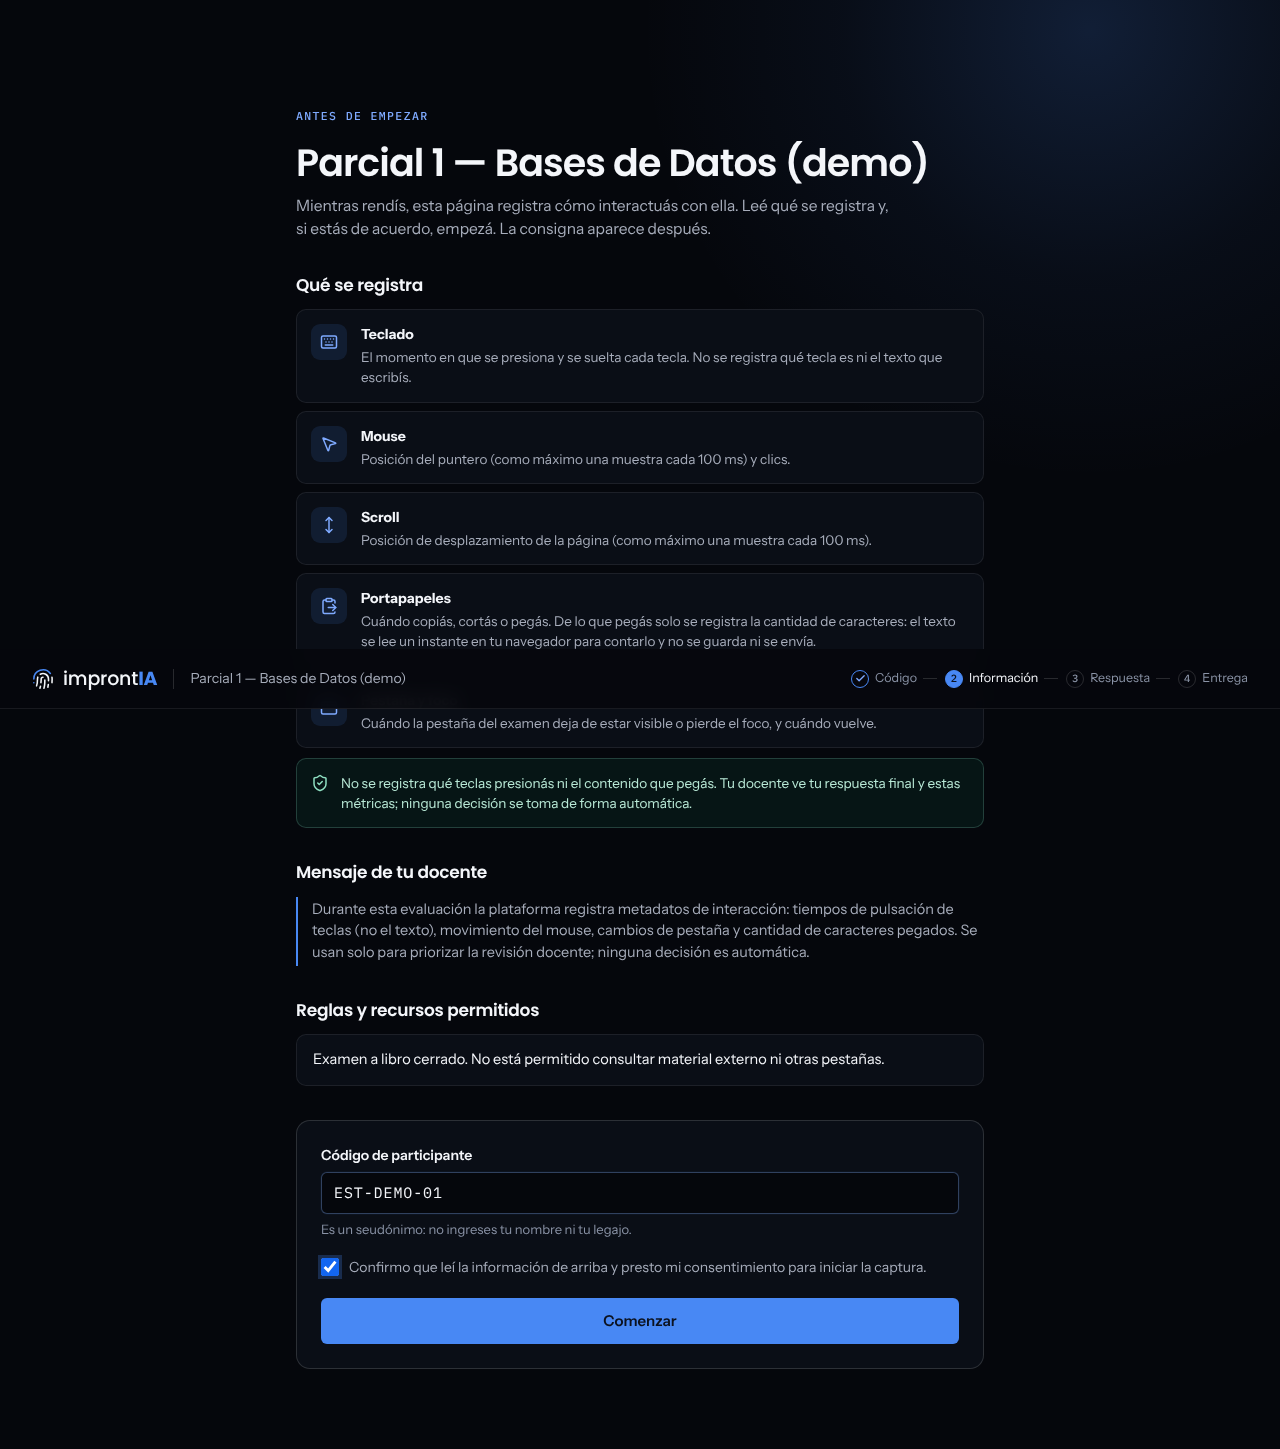 ANTES DE EMPEZAR
Parcial 1 — Bases de Datos (demo)
Mientras rendís, esta página registra cómo interactuás con ella. Leé qué se registra y,
si estás de acuerdo, empezá. La consigna aparece después.
Qué se registra
Teclado
El momento en que se presiona y se suelta cada tecla. No se registra qué tecla es ni el texto que
escribís.
Mouse
Posición del puntero (como máximo una muestra cada 100 ms) y clics.
Scroll
Posición de desplazamiento de la página (como máximo una muestra cada 100 ms).
Portapapeles
Cuándo copiás, cortás o pegás. De lo que pegás solo se registra la cantidad de caracteres: el texto
se lee un instante en tu navegador para contarlo y no se guarda ni se envía.
improntIA
Parcial 1 — Bases de Datos (demo)
Código
2 Información
3 Respuesta
4 Entrega
Cuándo la pestaña del examen deja de estar visible o pierde el foco, y cuándo vuelve.
No se registra qué teclas presionás ni el contenido que pegás. Tu docente ve tu respuesta final y estas
métricas; ninguna decisión se toma de forma automática.
Mensaje de tu docente
Durante esta evaluación la plataforma registra metadatos de interacción: tiempos de pulsación de
teclas (no el texto), movimiento del mouse, cambios de pestaña y cantidad de caracteres pegados. Se
usan solo para priorizar la revisión docente; ninguna decisión es automática.
Reglas y recursos permitidos
Examen a libro cerrado. No está permitido consultar material externo ni otras pestañas.
Código de participante
EST-DEMO-01
Es un seudónimo: no ingreses tu nombre ni tu legajo.
Confirmo que leí la información de arriba y presto mi consentimiento para iniciar la captura.
Comenzar